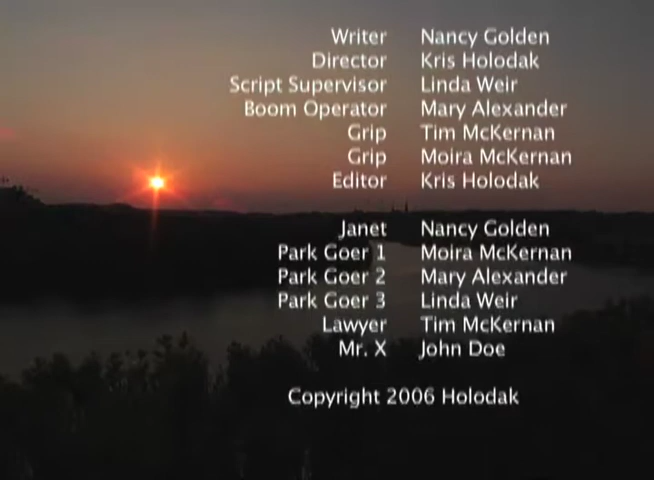 Writer Nancy Golden
Director Kris Holodak
Script Supervisor Linda Weir
Boom Operator Mary Alexander
Grip Tim McKernan
Grip Moira McKernan
Editor Kris Holodak
Janet Nancy Golden
Park Goer 1 Moira McKernan
Park Goer 2 Mary Alexander
Park Goer 3 Linda Weir
Lawyer Tim McKernan
Mr. X John Doe
Copyright 2006 Holodak